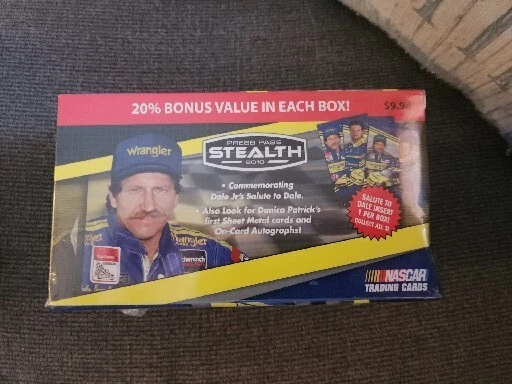 20% BONUS VALUE IN EACH BOX!
$9.98
Wrangler
PRESS PASS
STEALTH
2010
• Commemorating
Dale Jr's Salute to Dale.
• Also Look for Danica Patrick's
first Sheet Metal cards and
On-Card Autographs!
SALUTE TO
DALE INSERT
1 PER BOX!
COLLECT ALL 3!
Wrangler
NASCAR
TRADING CARDS